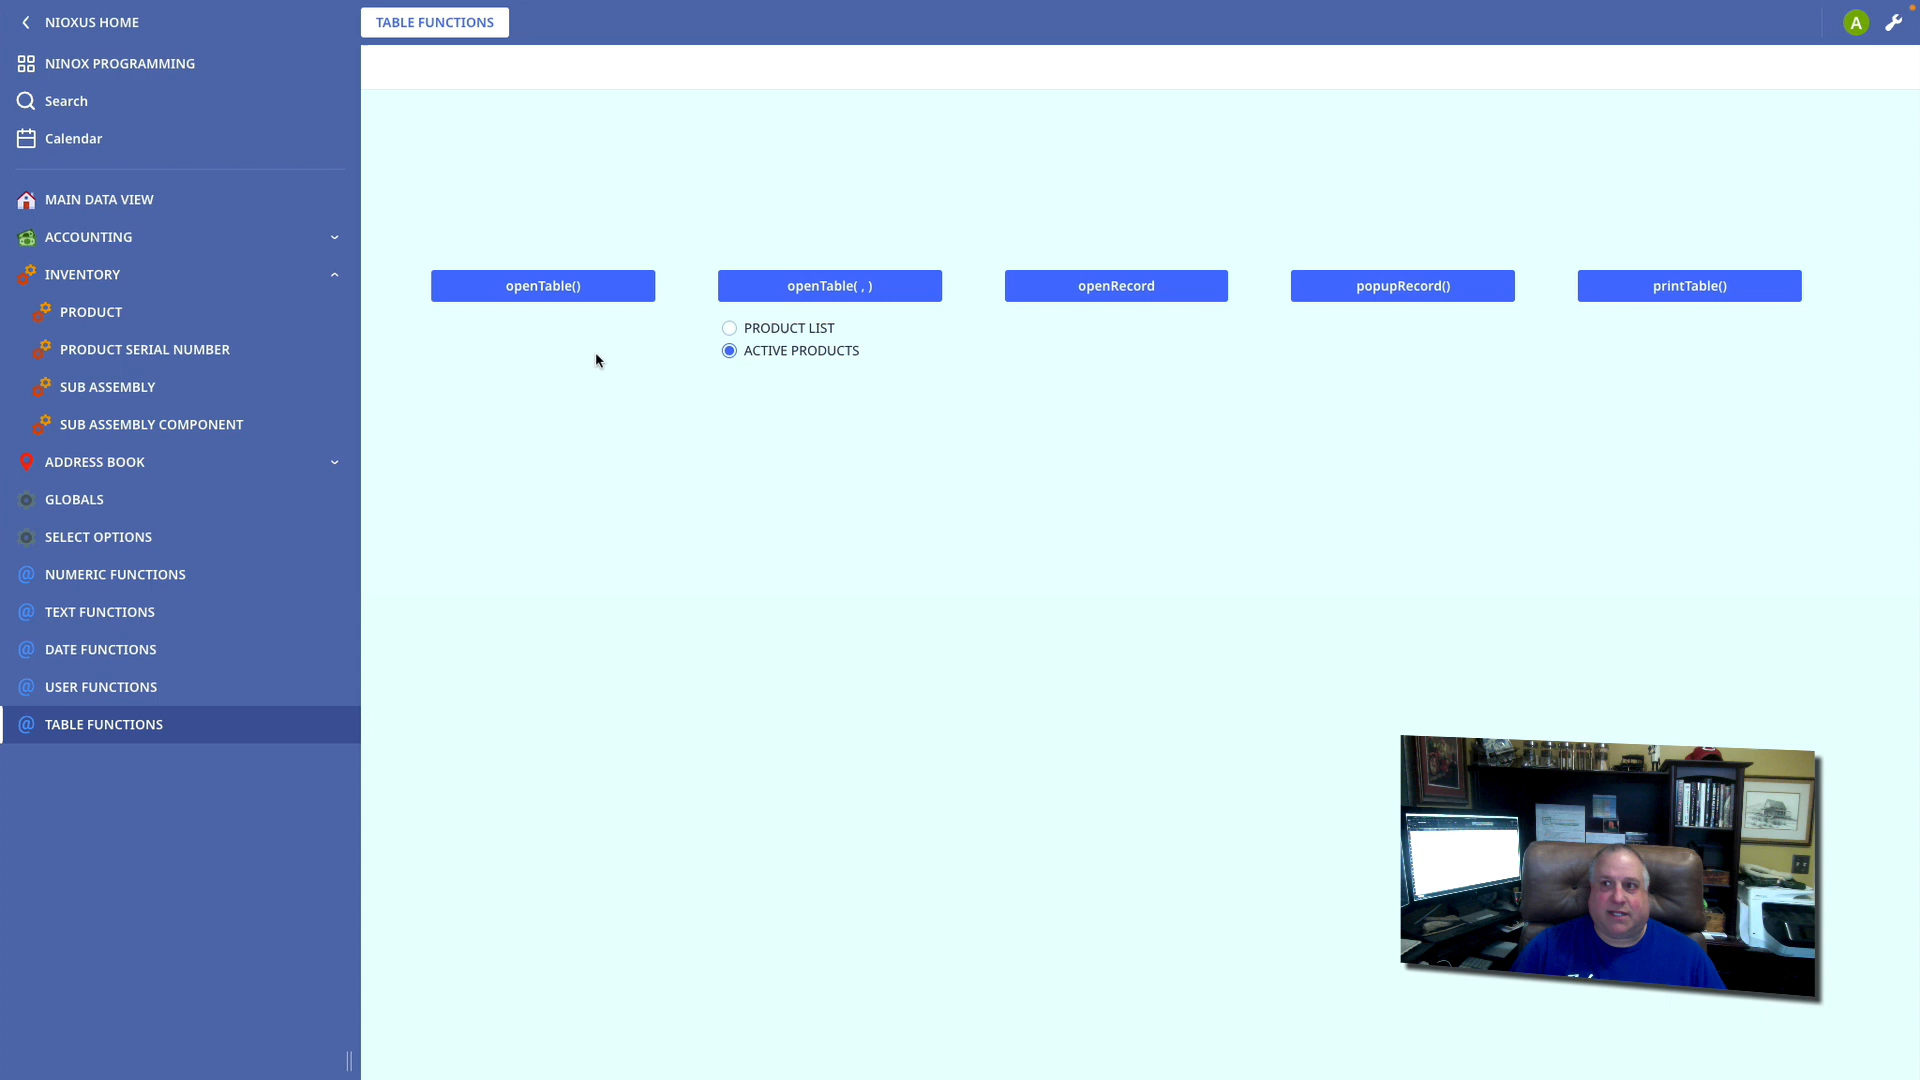 NIOXUS HOME
TABLE FUNCTIONS
A
NINOX PROGRAMMING
Search
Calendar
MAIN DATA VIEW
ACCOUNTING
INVENTORY
PRODUCT
PRODUCT SERIAL NUMBER
SUB ASSEMBLY
SUB ASSEMBLY COMPONENT
ADDRESS BOOK
GLOBALS
SELECT OPTIONS
@ NUMERIC FUNCTIONS
@ TEXT FUNCTIONS
@ DATE FUNCTIONS
@ USER FUNCTIONS
@ TABLE FUNCTIONS
openTable()
openTable( , )
openRecord
popupRecord()
printTable()
PRODUCT LIST
ACTIVE PRODUCTS